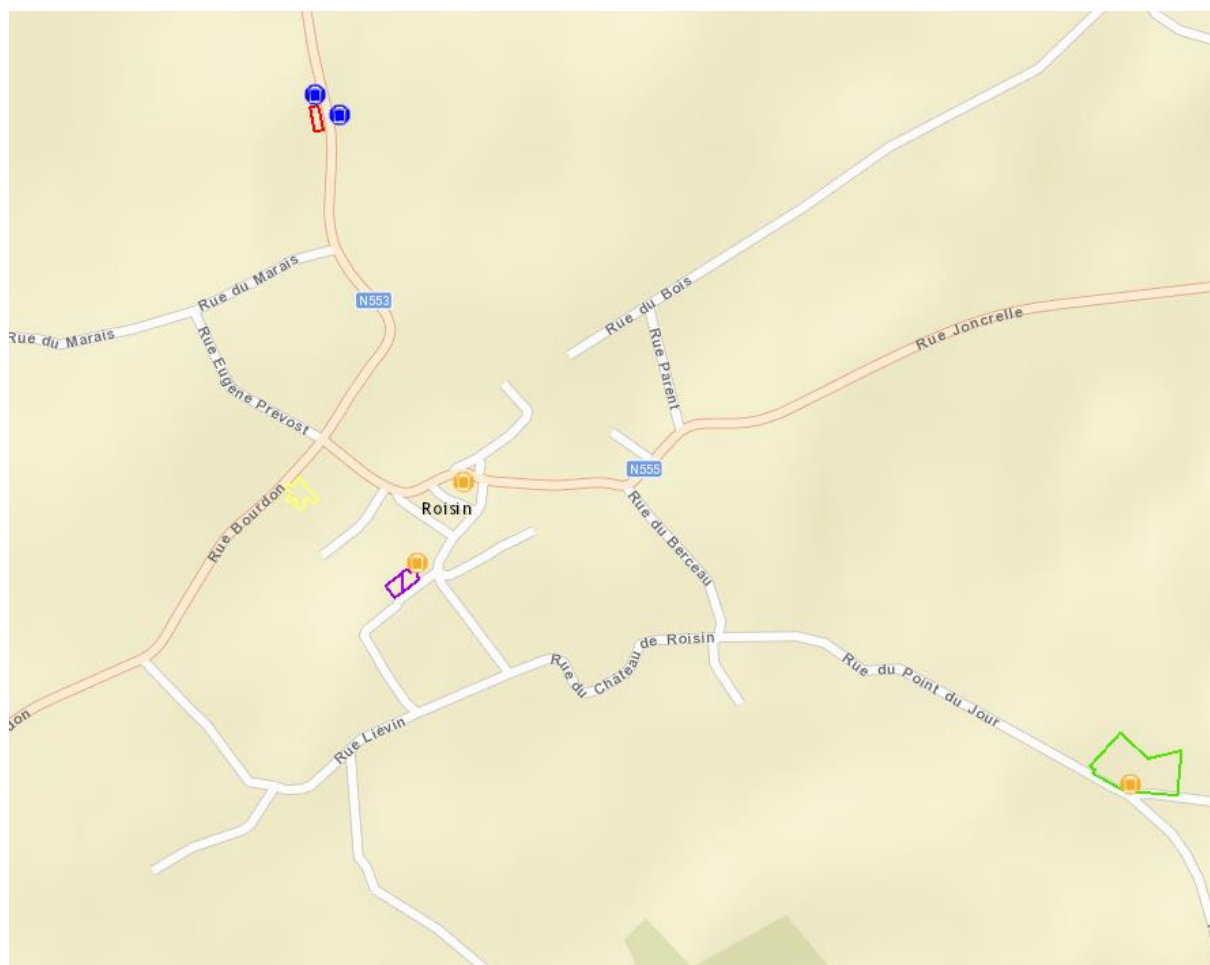 Rue du Marais
N553
Rue du Marais
Rue Eugène Prévost
Rue du Bois
Rue Parent
Rue Joncrelle
N555
Roisin
Rue Bourdon
Rue du Berceau
Rue du Château
de Roisin
Rue du Point du Jour
don
Rue Liévin